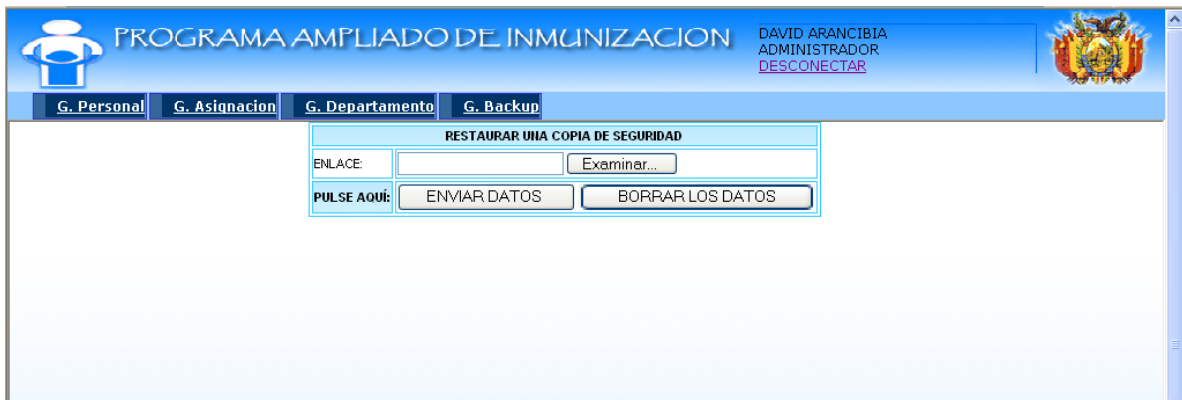 PROGRAMA AMPLIADO DE INMUNIZACION
DAVID ARANCIBIA
ADMINISTRADOR
DESCONECTAR
G. Personal G. Asignacion G. Departamento G. Backup
RESTAURAR UNA COPIA DE SEGURIDAD
ENLACE: Examinar...
PULSE AQUÍ: ENVIAR DATOS BORRAR LOS DATOS